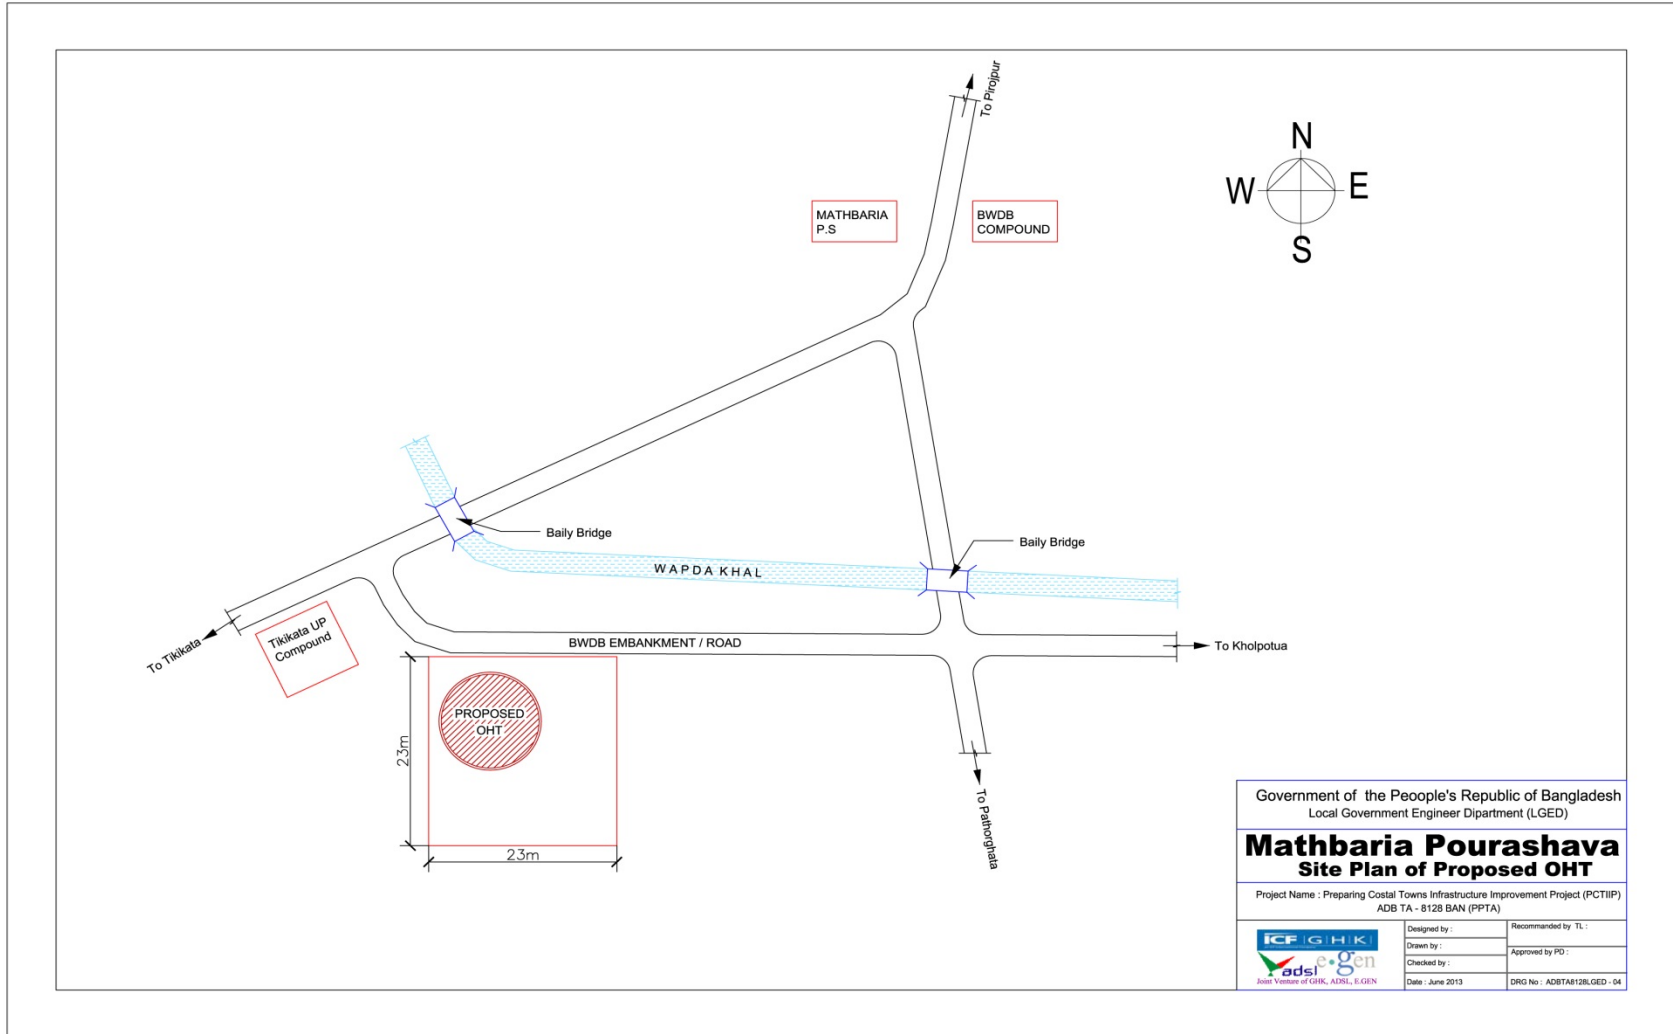 To Pirojpur
N
W E
S
MATHBARIA
P.S
BWDB
COMPOUND
Baily Bridge
Baily Bridge
WAPDA KHAL
To Tikikata
Tikikata UP
Compound
BWDB EMBANKMENT / ROAD
To Kholpotua
PROPOSED
OHT
23m
23m
To Pathorghata
Government of the Peoople's Republic of Bangladesh
Local Government Engineer Dipartment (LGED)
Mathbaria Pourashava
Site Plan of Proposed OHT
Project Name : Preparing Costal Towns Infrastructure Improvement Project (PCTIIP)
ADB TA - 8128 BAN (PPTA)
ICF GHK
adsl e.gen
Joint Venture of GHK, ADSL, E.GEN
Designed by :
Drawn by :
Checked by :
Date : June 2013
Recommanded by TL :
Approved by PD :
DRG No : ADBTA8128LGED - 04